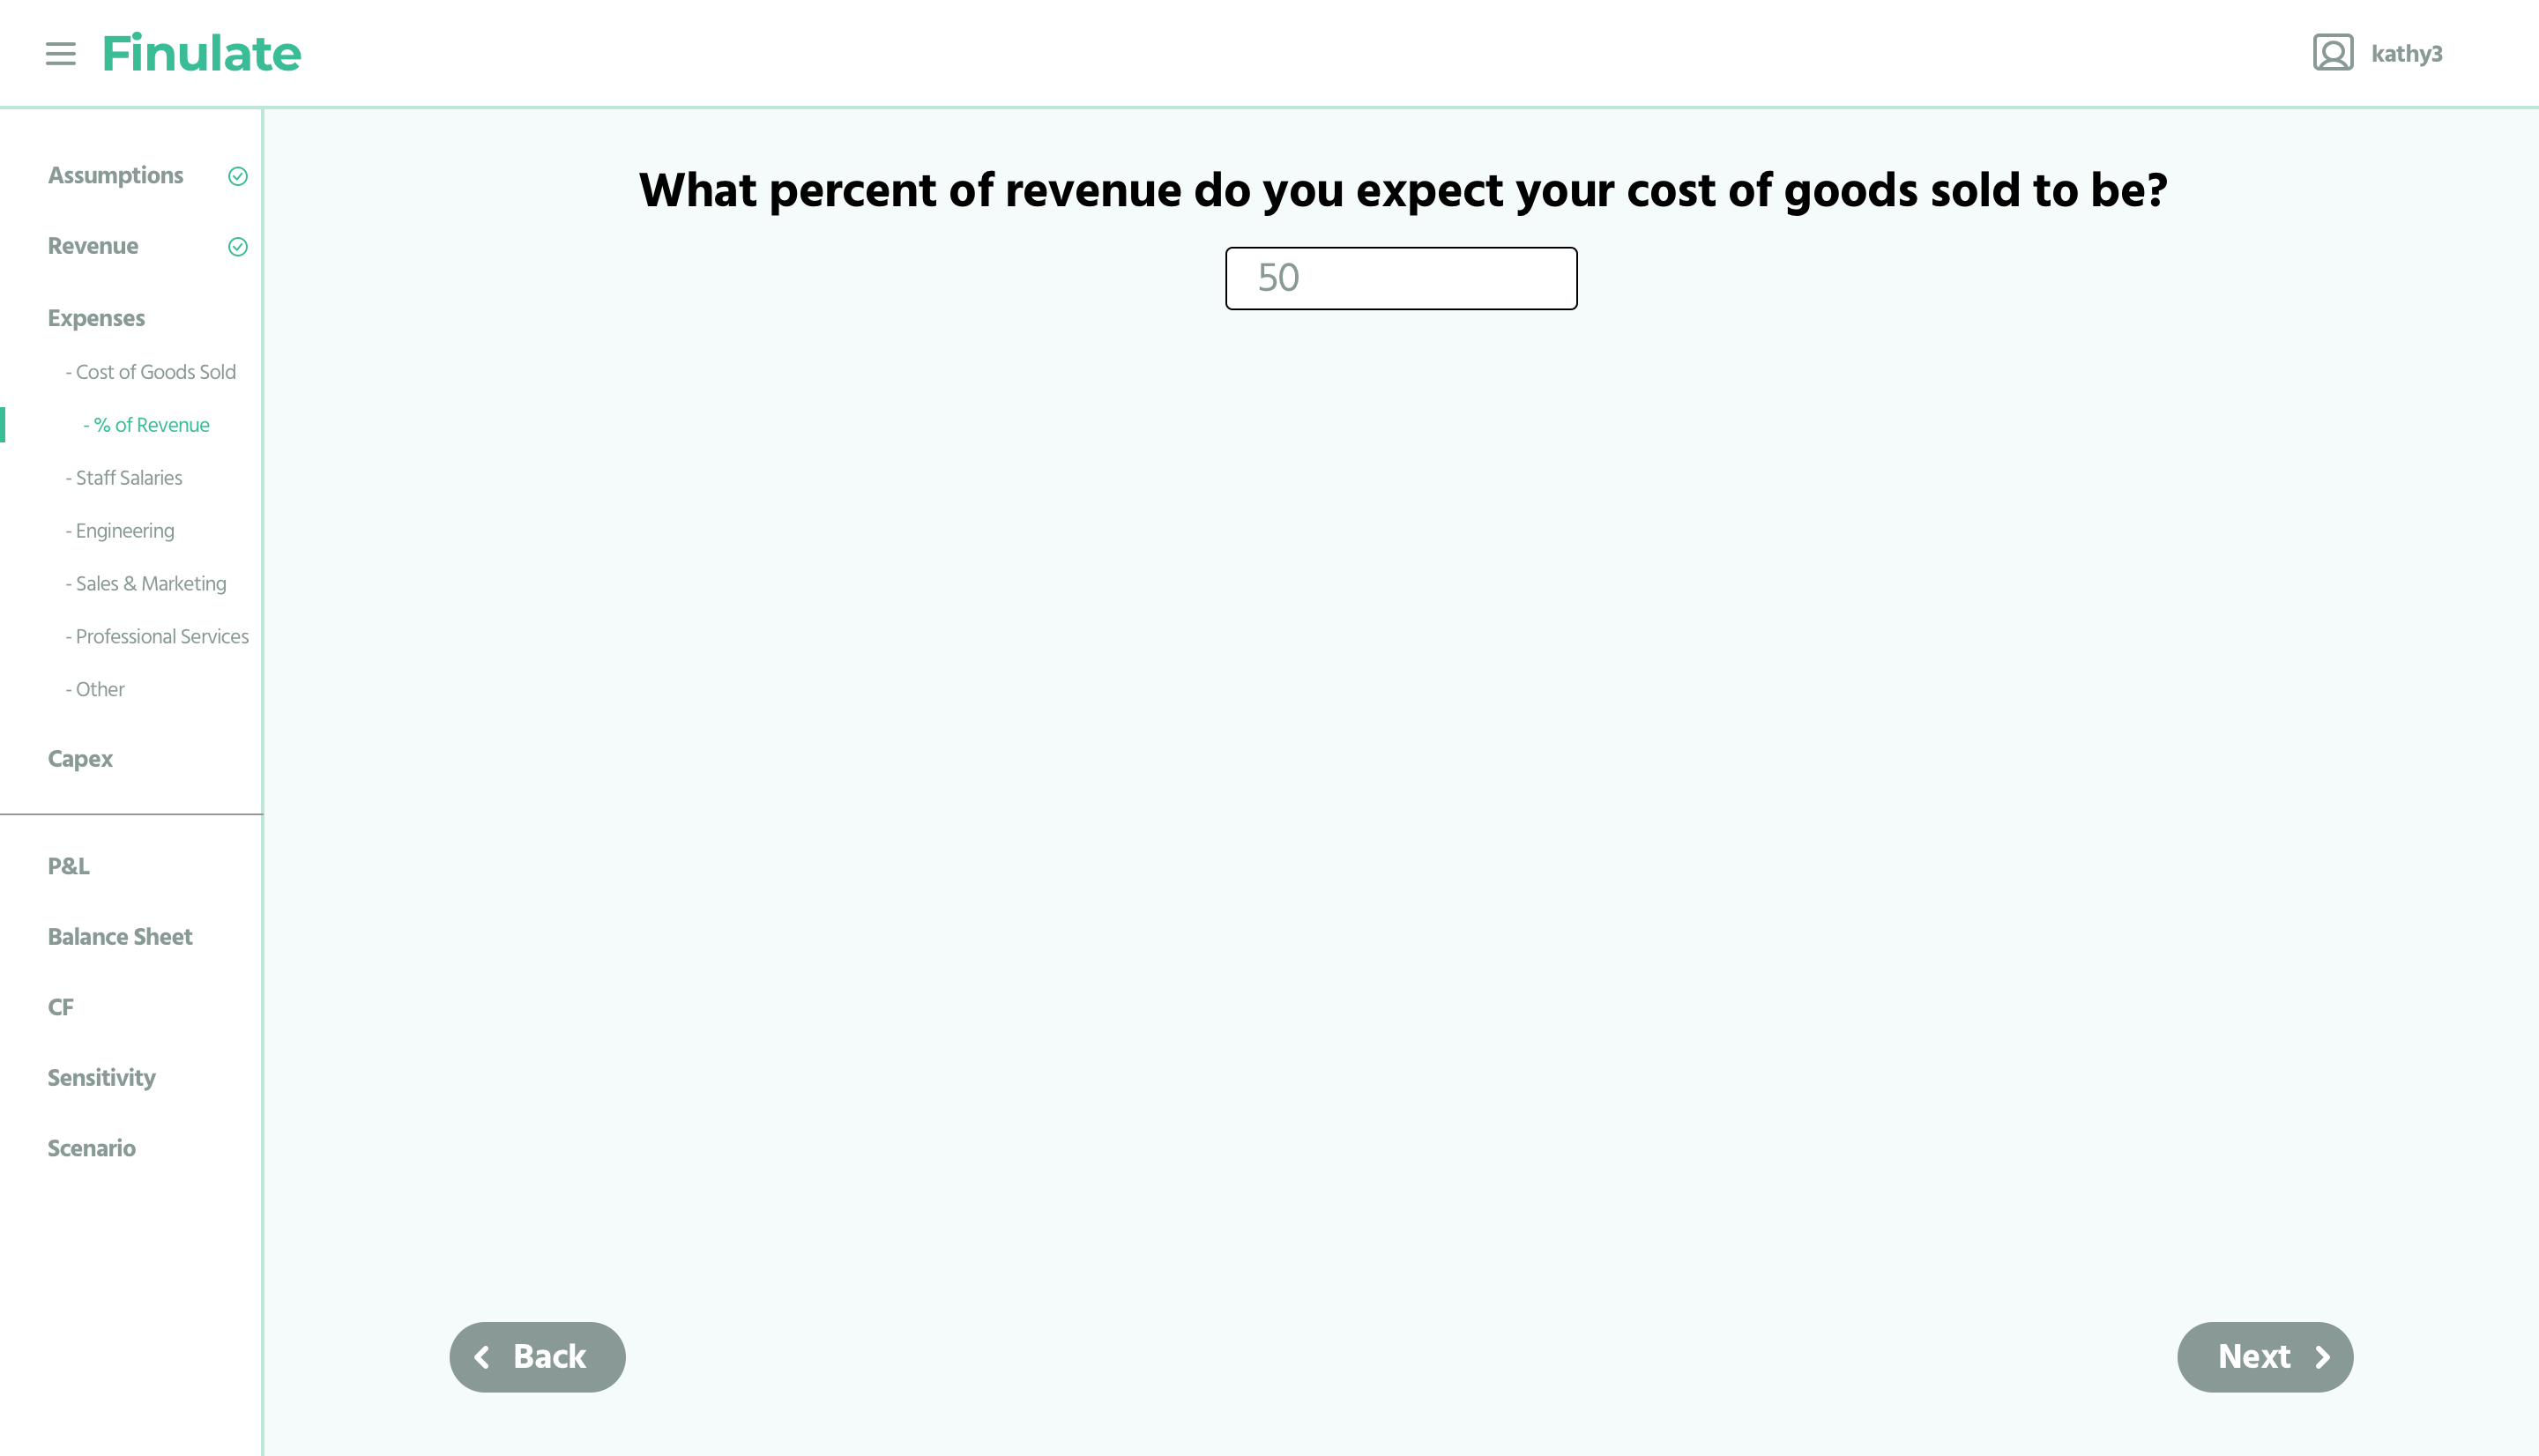 Finulate
kathy3
Assumptions
Revenue
Expenses
- Cost of Goods Sold
- % of Revenue
- Staff Salaries
- Engineering
- Sales & Marketing
- Professional Services
- Other
Capex
P&L
Balance Sheet
CF
Sensitivity
Scenario
What percent of revenue do you expect your cost of goods sold to be?
50
Back
Next